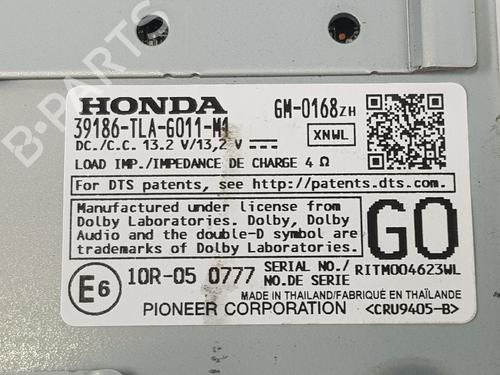 HONDA GM-0168ZH
39186-TLA-G011-M1 XNWL
DC./C.C. 13.2 V/13,2 V
LOAD IMP./IMPEDANCE DE CHARGE 4 Ω
For DTS patents, see http://patents.dts.com.
Manufactured under license from
Dolby Laboratories. Dolby, Dolby
Audio and the double-D symbol are
trademarks of Dolby Laboratories.
GO
E6 10R-05 0777 SERIAL NO./ RITM004623WL
NO.DE SERIE
MADE IN THAILAND/FABRIQUÉ EN THAÏLANDE
PIONEER CORPORATION <CRU9405-B>
B-PARTS